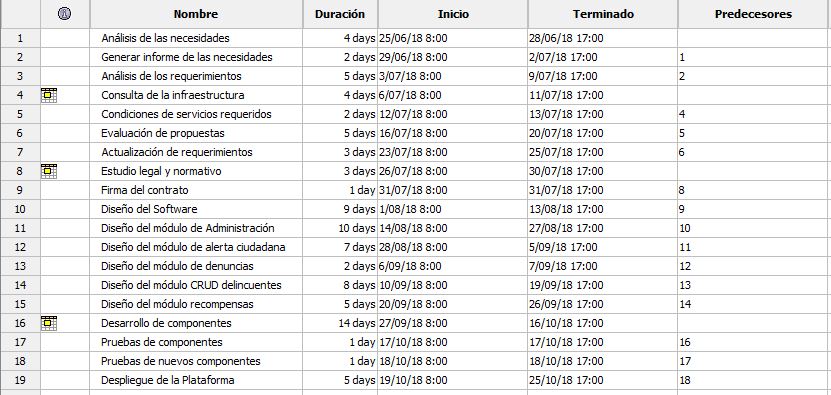 Nombre Duración Inicio Terminado Predecesores
1 Análisis de las necesidades 4 days 25/06/18 8:00 28/06/18 17:00
2 Generar informe de las necesidades 2 days 29/06/18 8:00 2/07/18 17:00 1
3 Análisis de los requerimientos 5 days 3/07/18 8:00 9/07/18 17:00 2
4 Consulta de la infraestructura 4 days 6/07/18 8:00 11/07/18 17:00
5 Condiciones de servicios requeridos 2 days 12/07/18 8:00 13/07/18 17:00 4
6 Evaluación de propuestas 5 days 16/07/18 8:00 20/07/18 17:00 5
7 Actualización de requerimientos 3 days 23/07/18 8:00 25/07/18 17:00 6
8 Estudio legal y normativo 3 days 26/07/18 8:00 30/07/18 17:00
9 Firma del contrato 1 day 31/07/18 8:00 31/07/18 17:00 8
10 Diseño del Software 9 days 1/08/18 8:00 13/08/18 17:00 9
11 Diseño del módulo de Administración 10 days 14/08/18 8:00 27/08/18 17:00 10
12 Diseño del módulo de alerta ciudadana 7 days 28/08/18 8:00 5/09/18 17:00 11
13 Diseño del módulo de denuncias 2 days 6/09/18 8:00 7/09/18 17:00 12
14 Diseño del módulo CRUD delincuentes 8 days 10/09/18 8:00 19/09/18 17:00 13
15 Diseño del módulo recompensas 5 days 20/09/18 8:00 26/09/18 17:00 14
16 Desarrollo de componentes 14 days 27/09/18 8:00 16/10/18 17:00
17 Pruebas de componentes 1 day 17/10/18 8:00 17/10/18 17:00 16
18 Pruebas de nuevos componentes 1 day 18/10/18 8:00 18/10/18 17:00 17
19 Despliegue de la Plataforma 5 days 19/10/18 8:00 25/10/18 17:00 18